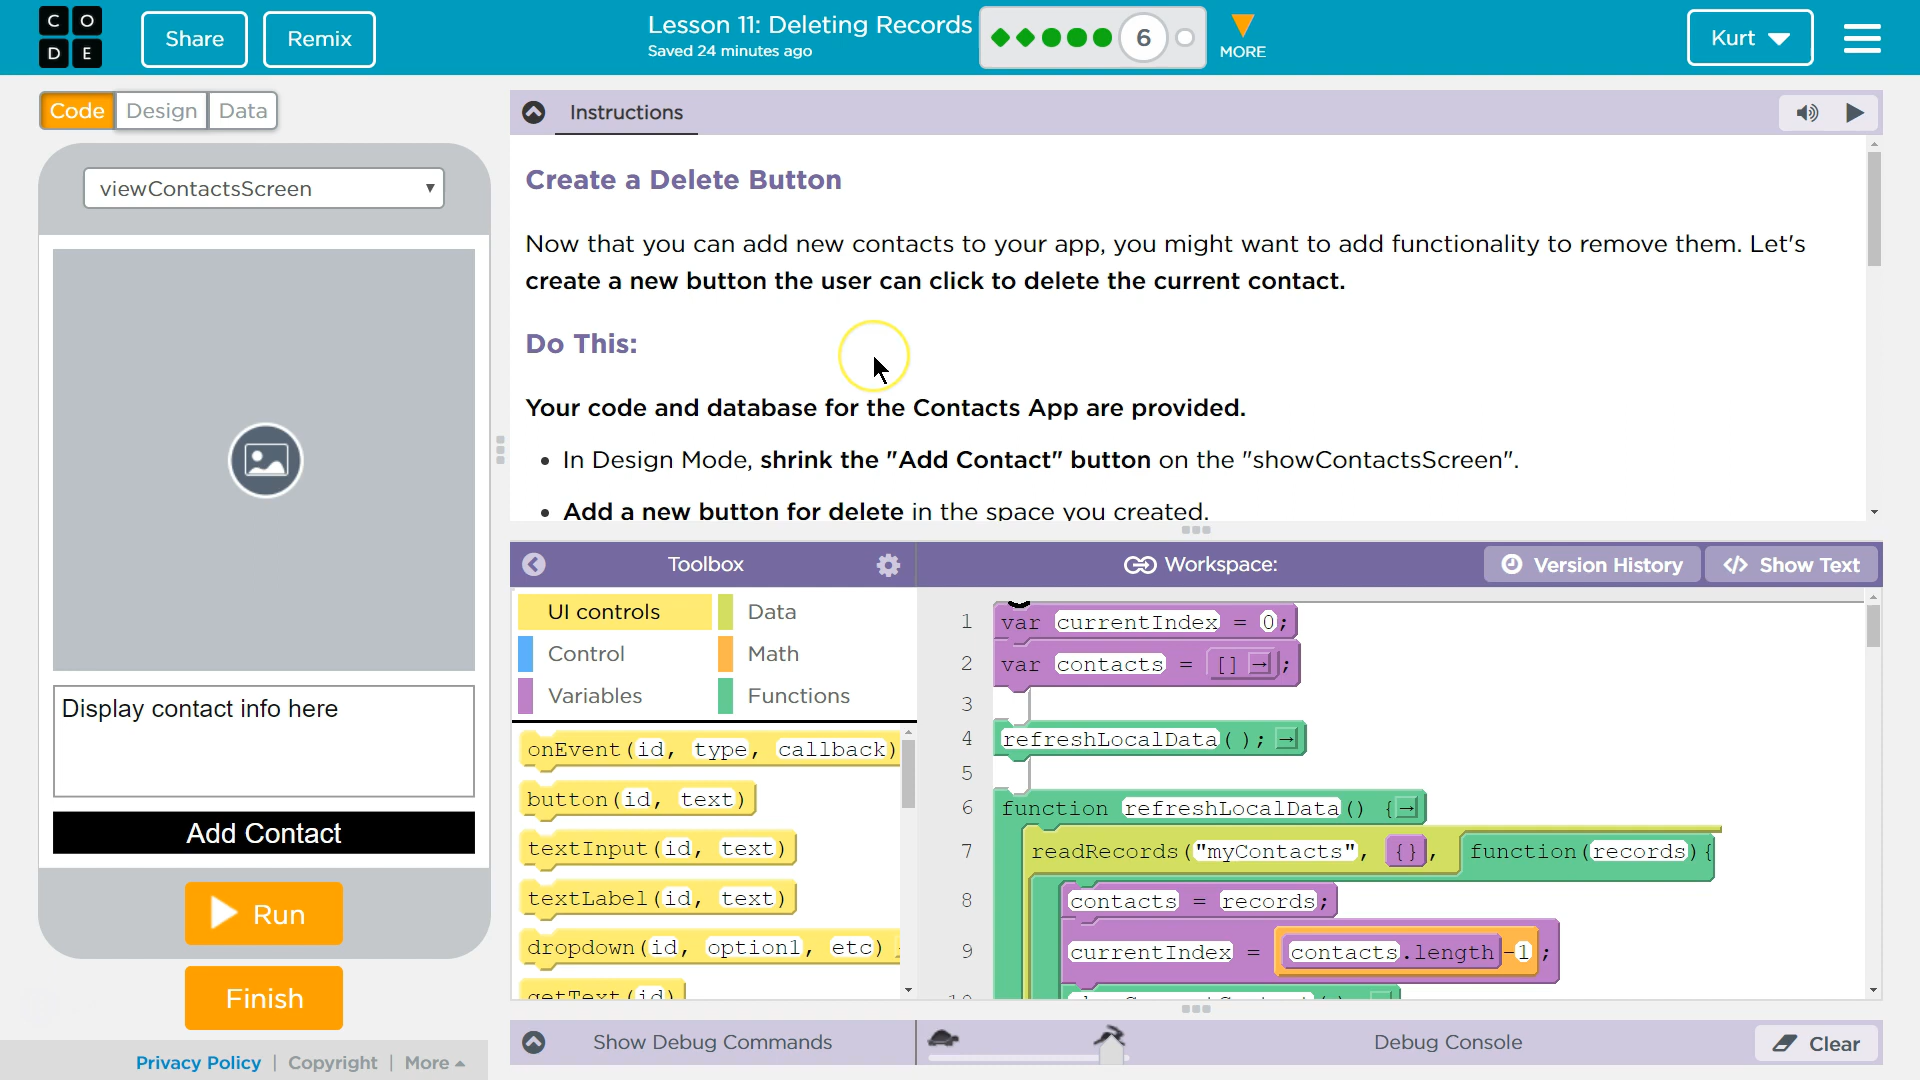 C O
D E
Share
Remix
Lesson 11: Deleting Records
Saved 24 minutes ago
6
MORE
Kurt
Code
Design
Data
viewContactsScreen
Display contact info here
Add Contact
Run
Finish
Privacy Policy | Copyright | More
Instructions
Create a Delete Button
Now that you can add new contacts to your app, you might want to add functionality to remove them. Let's
create a new button the user can click to delete the current contact.
Do This:
Your code and database for the Contacts App are provided.
• In Design Mode, shrink the "Add Contact" button on the "showContactsScreen".
• Add a new button for delete in the space you created.
Toolbox
Workspace:
Version History
</> Show Text
UI controls
Data
Control
Math
Variables
Functions
onEvent(id, type, callback)
button(id, text)
textInput(id, text)
textLabel(id, text)
dropdown(id, option1, etc)
getText(id)
1 var currentIndex = 0;
2 var contacts = [] →;
3
4 refreshLocalData(); →
5
6 function refreshLocalData() {→
7 readRecords("myContacts", {}, function(records){
8 contacts = records;
9 currentIndex = contacts.length-1;
10
Show Debug Commands
Debug Console
Clear